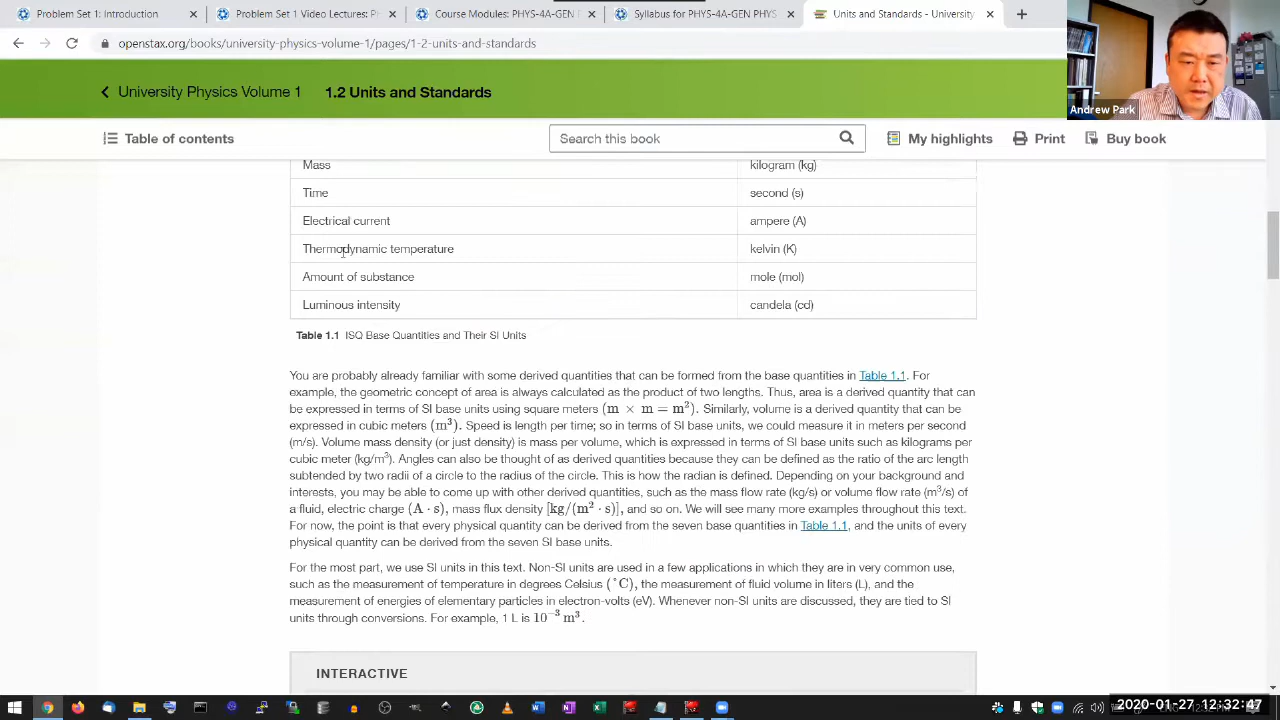 Problem Set 1: Introduction: × Problem Set 1 Video Lectures: P × Course Modules: PHYS-4A-GEN × Syllabus for PHYS-4A-GEN PHYS × Units and Standards - University ×
openstax.org/books/university-physics-volume-1/pages/1-2-units-and-standards
University Physics Volume 1 1.2 Units and Standards
Andrew Park
Table of contents Search this book My highlights Print Buy book
Mass kilogram (kg)
Time second (s)
Electrical current ampere (A)
Thermodynamic temperature kelvin (K)
Amount of substance mole (mol)
Luminous intensity candela (cd)
Table 1.1 ISQ Base Quantities and Their SI Units
You are probably already familiar with some derived quantities that can be formed from the base quantities in Table 1.1. For
example, the geometric concept of area is always calculated as the product of two lengths. Thus, area is a derived quantity that can
be expressed in terms of SI base units using square meters (m × m = m²). Similarly, volume is a derived quantity that can be
expressed in cubic meters (m³). Speed is length per time; so in terms of SI base units, we could measure it in meters per second
(m/s). Volume mass density (or just density) is mass per volume, which is expressed in terms of SI base units such as kilograms per
cubic meter (kg/m³). Angles can also be thought of as derived quantities because they can be defined as the ratio of the arc length
subtended by two radii of a circle to the radius of the circle. This is how the radian is defined. Depending on your background and
interests, you may be able to come up with other derived quantities, such as the mass flow rate (kg/s) or volume flow rate (m³/s) of
a fluid, electric charge (A · s), mass flux density [kg/(m² · s)], and so on. We will see many more examples throughout this text.
For now, the point is that every physical quantity can be derived from the seven base quantities in Table 1.1, and the units of every
physical quantity can be derived from the seven SI base units.
For the most part, we use SI units in this text. Non-SI units are used in a few applications in which they are in very common use,
such as the measurement of temperature in degrees Celsius (°C), the measurement of fluid volume in liters (L), and the
measurement of energies of elementary particles in electron-volts (eV). Whenever non-SI units are discussed, they are tied to SI
units through conversions. For example, 1 L is 10⁻³ m³.
INTERACTIVE
2020-01-27 12:32:47